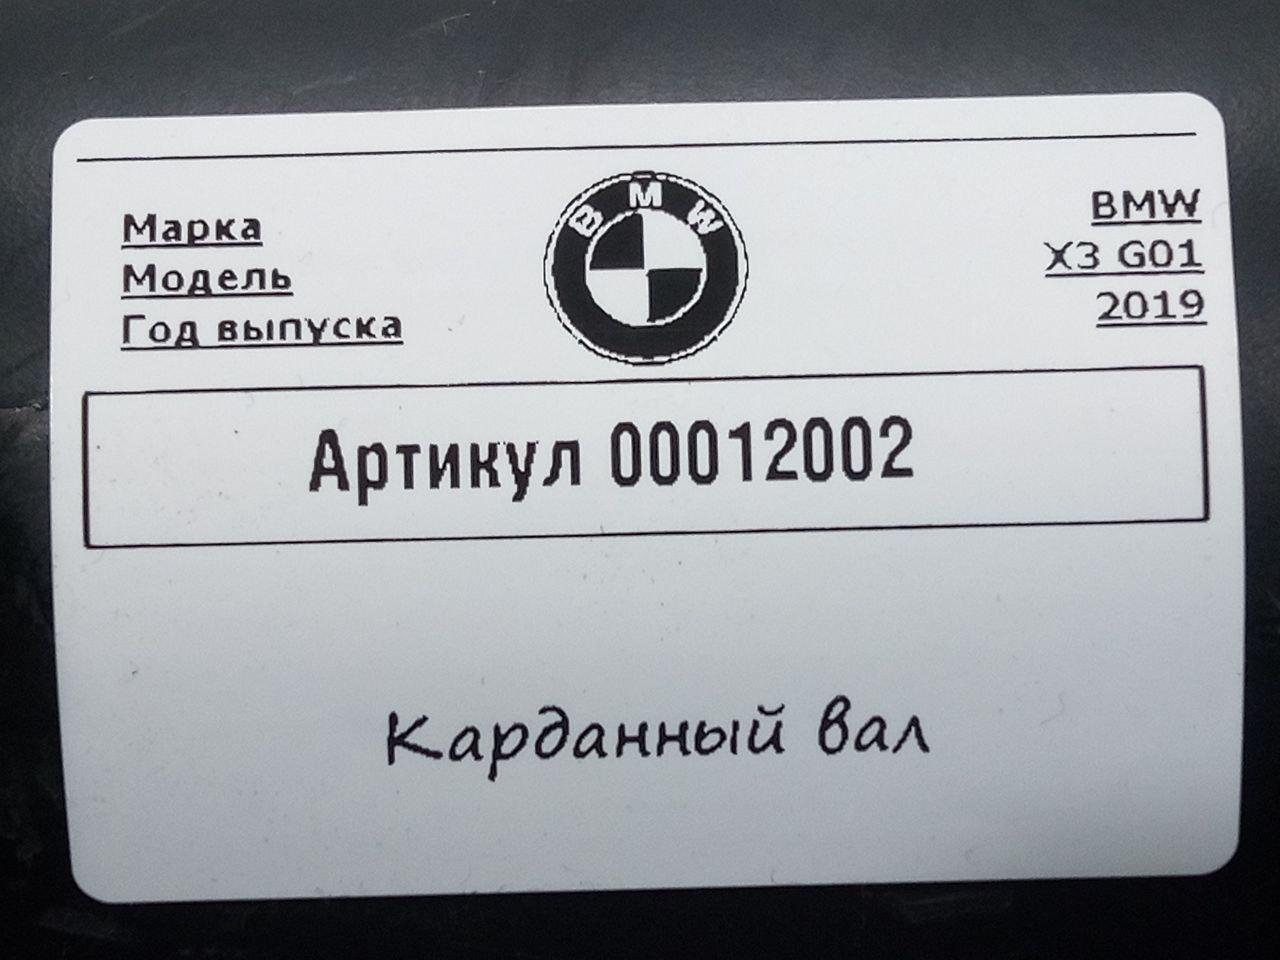 Марка
Модель
Год выпуска
BMW
BMW
X3 G01
2019
Артикул 00012002
Карданный вал